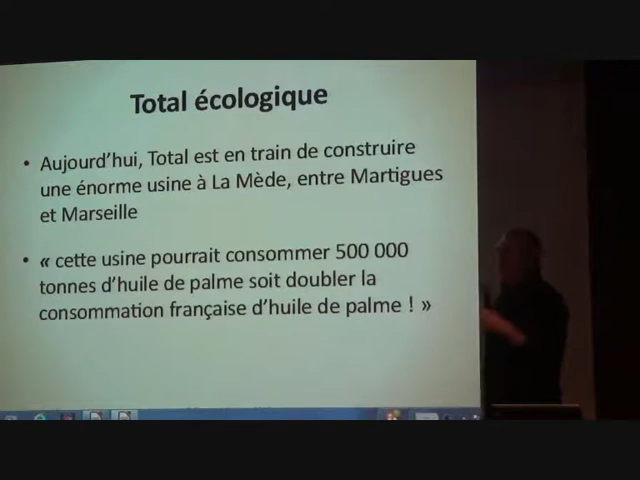 Total écologique
• Aujourd'hui, Total est en train de construire
une énorme usine à La Mède, entre Martigues
et Marseille
• « cette usine pourrait consommer 500 000
tonnes d'huile de palme soit doubler la
consommation française d'huile de palme ! »